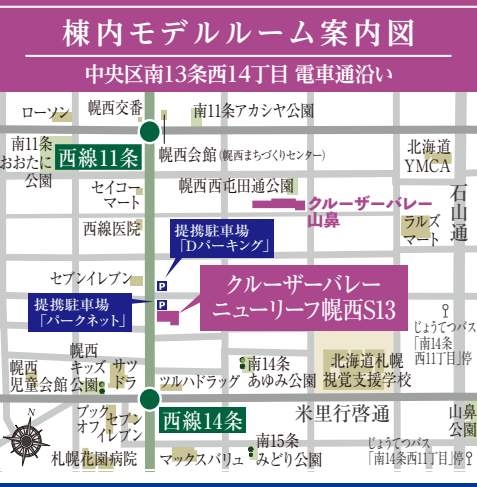 棟内モデルルーム案内図
中央区南13条西14丁目 電車通沿い
ローソン
幌西交番
南11条アカシヤ公園
南11条
おおたに
公園
西線11条
幌西会館(幌西まちづくりセンター)
北海道
YMCA
セイコー
マート
幌西西屯田通公園
クルーザーバレー
山鼻
石山通
西線医院
提携駐車場
「Dパーキング」
ラルズ
マート
セブンイレブン
P
クルーザーバレー
ニューリーフ幌西S13
提携駐車場
「パークネット」
P
じょうてつバス
「南14条
西11丁目」停
幌西
児童会館
幌西
キッズ
公園
サツ
ドラ
ツルハドラッグ
南14条
あゆみ公園
北海道札幌
視覚支援学校
N
ブック
オフ
セブン
イレブン
西線14条
米里行啓通
山鼻
公園
札幌花園病院
マックスバリュ
南15条
みどり公園
じょうてつバス
「南14条西11丁目」停